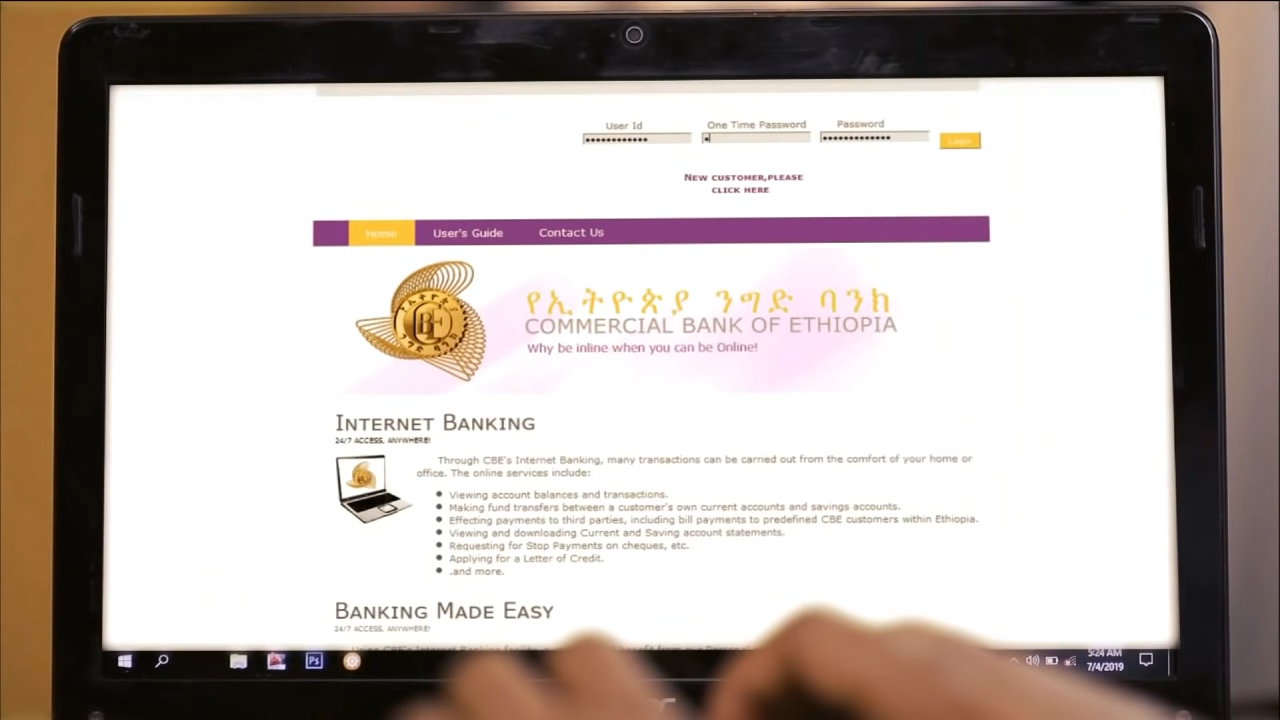 User Id One Time Password Password
Login
NEW CUSTOMER,PLEASE
CLICK HERE
Home User's Guide Contact Us
የኢትዮጵያ ንግድ ባንክ
COMMERCIAL BANK OF ETHIOPIA
Why be inline when you can be Online!
INTERNET BANKING
24/7 ACCESS, ANYWHERE!
Through CBE's Internet Banking, many transactions can be carried out from the comfort of your home or
office. The online services include:
Viewing account balances and transactions.
Making fund transfers between a customer's own current accounts and savings accounts.
Effecting payments to third parties, including bill payments to predefined CBE customers within Ethiopia.
Viewing and downloading Current and Saving account statements.
Requesting for Stop Payments on cheques, etc.
Applying for a Letter of Credit.
.and more.
BANKING MADE EASY
24/7 ACCESS, ANYWHERE!
Ps
5:24 AM
7/4/2019